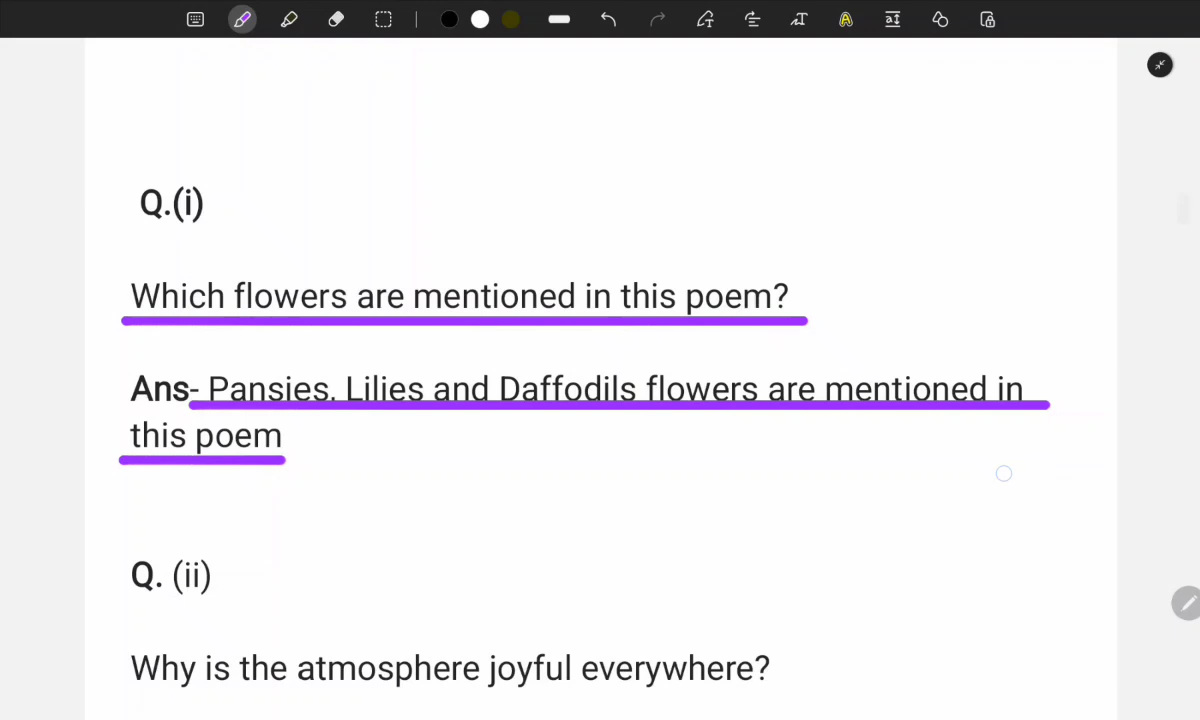 Q.(i)
Which flowers are mentioned in this poem?
Ans- Pansies, Lilies and Daffodils flowers are mentioned in
this poem
Q. (ii)
Why is the atmosphere joyful everywhere?